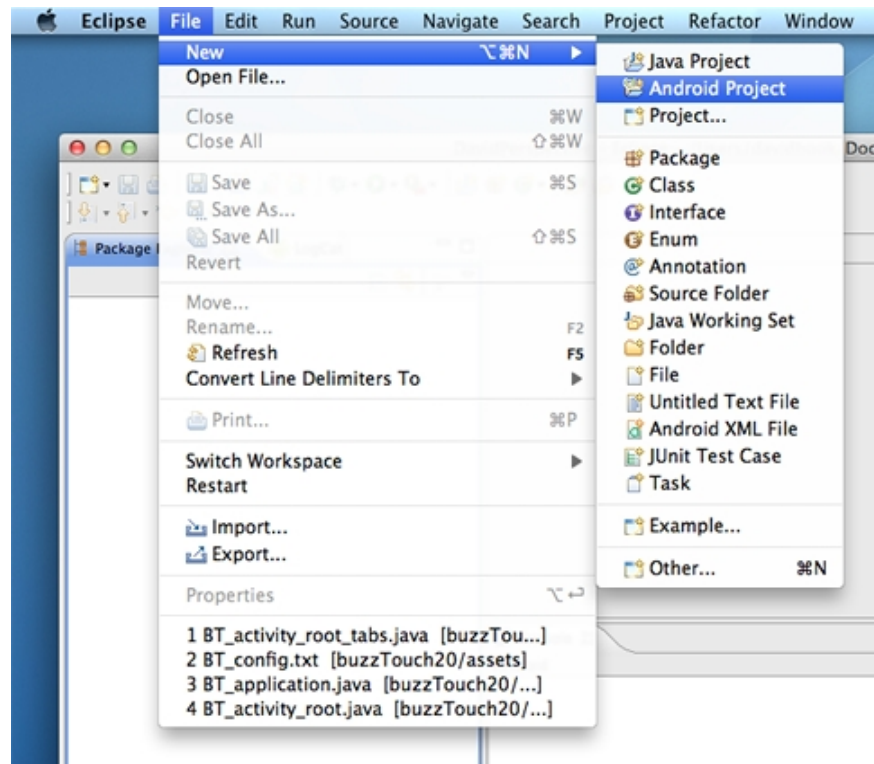 Eclipse File Edit Run Source Navigate Search Project Refactor Window
New ⌥⌘N ▶
Open File...
Close ⌘W
Close All ⇧⌘W
Save ⌘S
Save As...
Save All ⇧⌘S
Revert
Move...
Rename... F2
Refresh F5
Convert Line Delimiters To ▶
Print... ⌘P
Switch Workspace ▶
Restart
Import...
Export...
Properties ⌥↩
1 BT_activity_root_tabs.java [buzzTou...]
2 BT_config.txt [buzzTouch20/assets]
3 BT_application.java [buzzTouch20/...]
4 BT_activity_root.java [buzzTouch20/...]
Java Project
Android Project
Project...
Package
Class
Interface
Enum
Annotation
Source Folder
Java Working Set
Folder
File
Untitled Text File
Android XML File
JUnit Test Case
Task
Example...
Other... ⌘N
Package
Doc